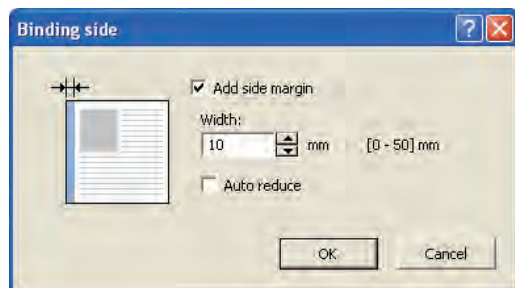 Binding side
Add side margin
Width:
10 mm [0 - 50] mm
Auto reduce
OK Cancel